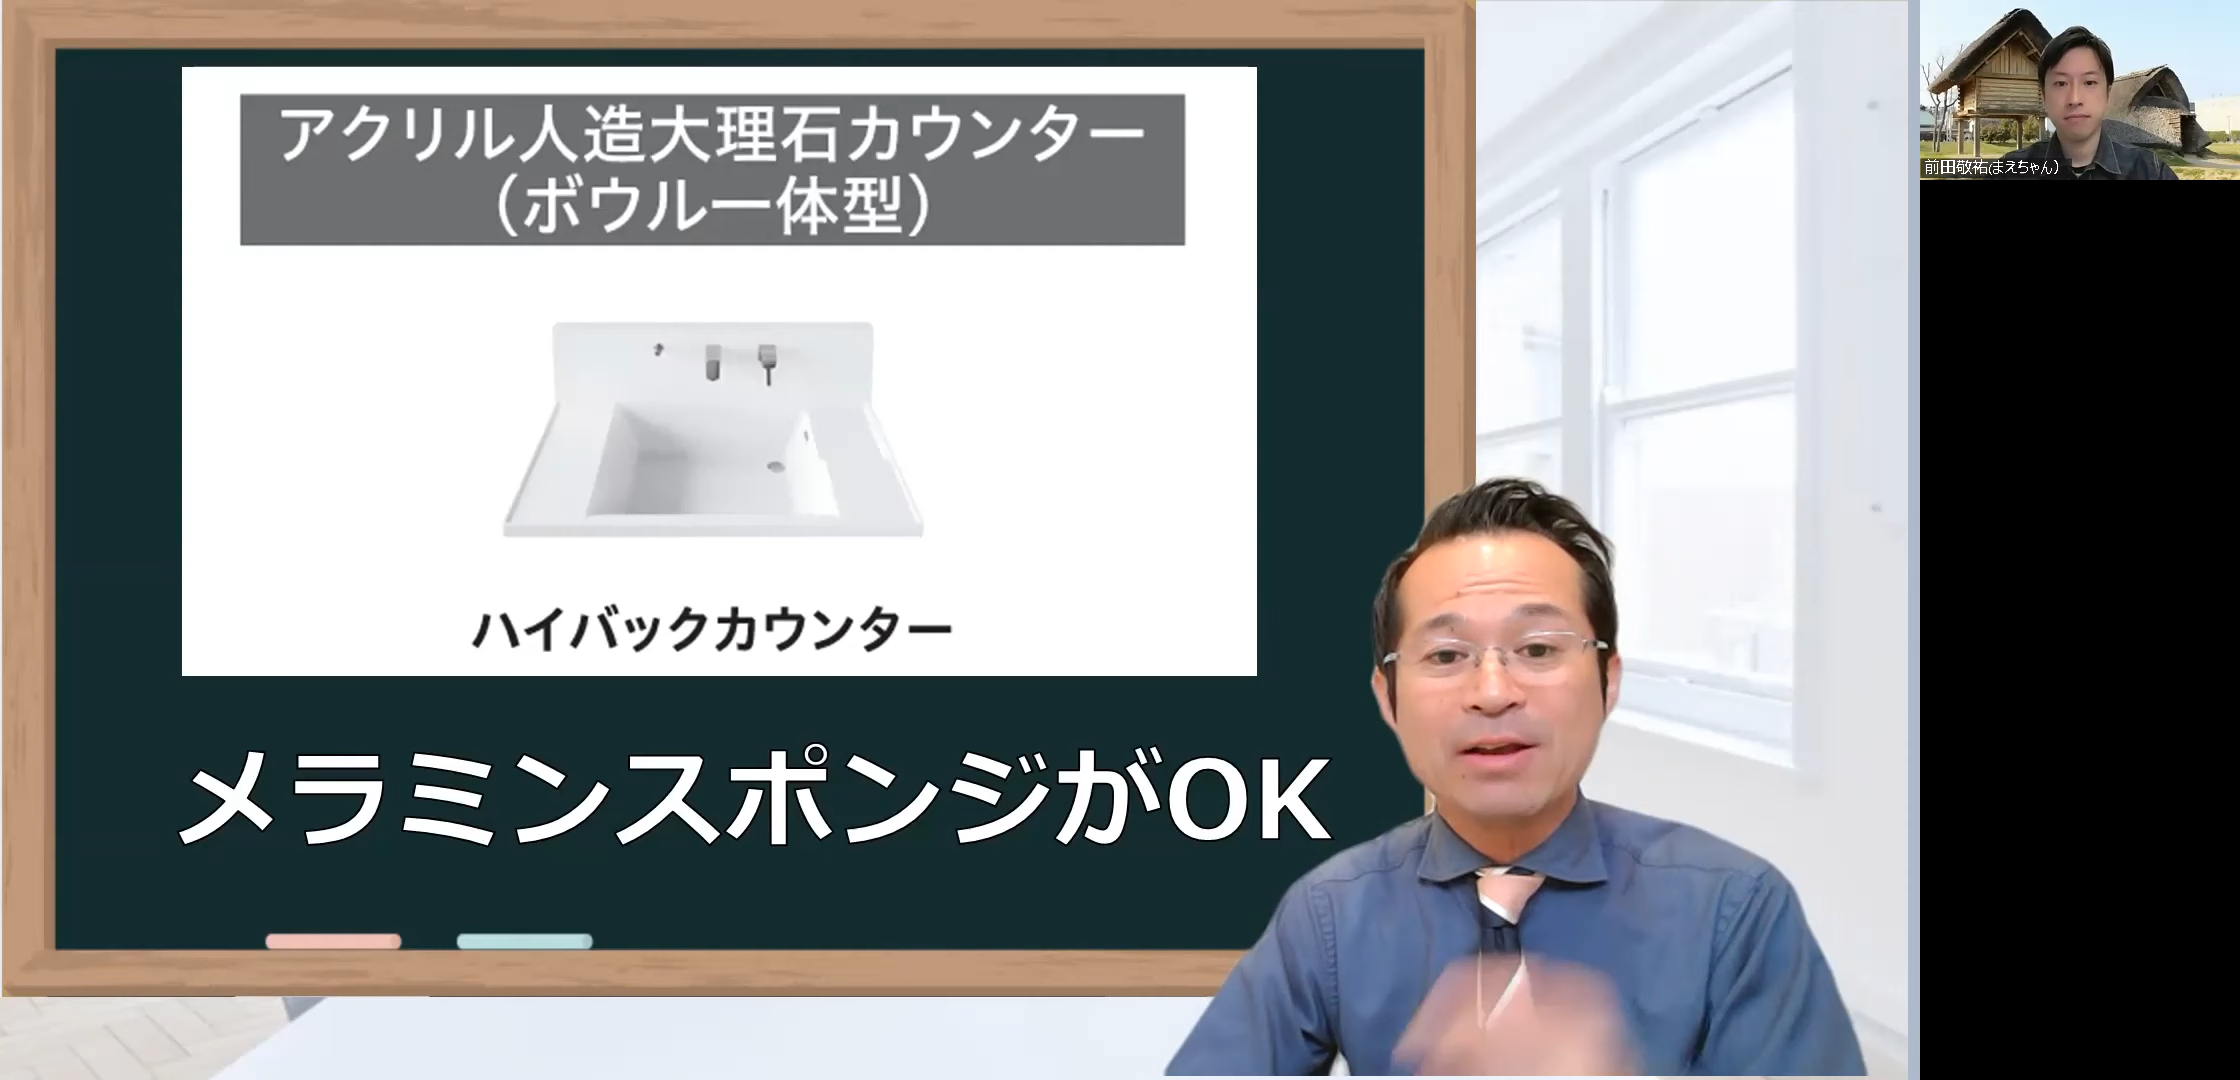 アクリル人造大理石カウンター
（ボウル一体型）
ハイバックカウンター
メラミンスポンジがOK
前田敬祐(まえちゃん)